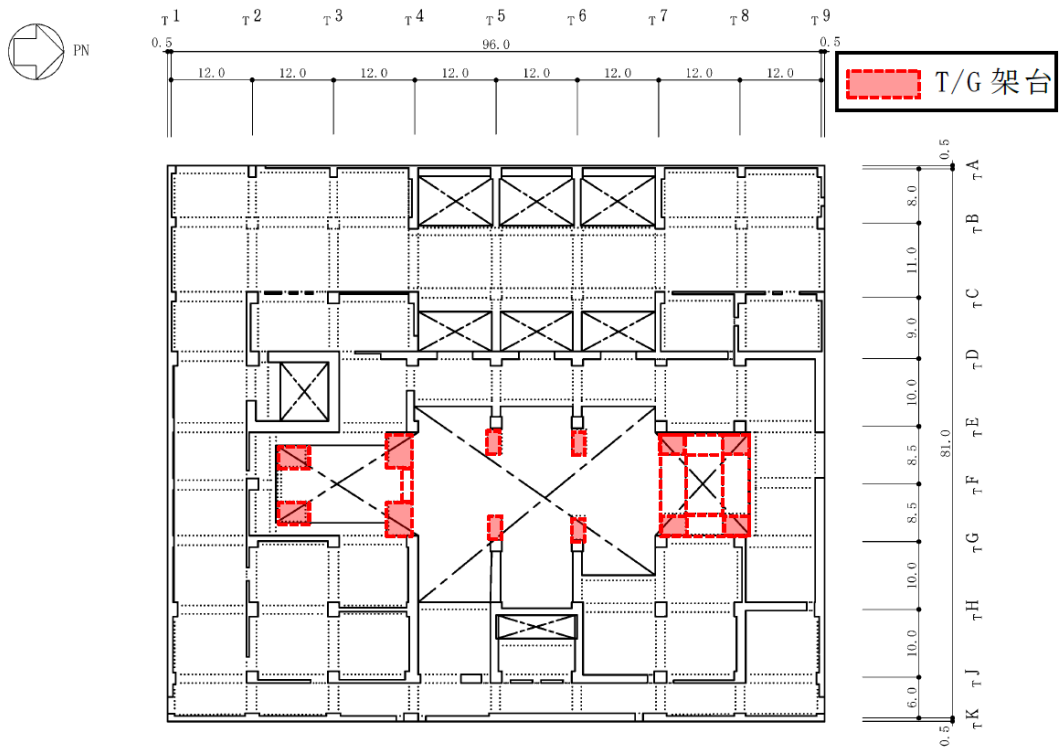 T1 T2 T3 T4 T5 T6 T7 T8 T9
PN
0.5 96.0 0.5
12.0 12.0 12.0 12.0 12.0 12.0 12.0 12.0
T/G 架台
0.5
TA
8.0
TB
11.0
TC
9.0
TD
10.0
TE
8.5
81.0
TF
8.5
TG
10.0
TH
10.0
TJ
6.0
TK
0.5